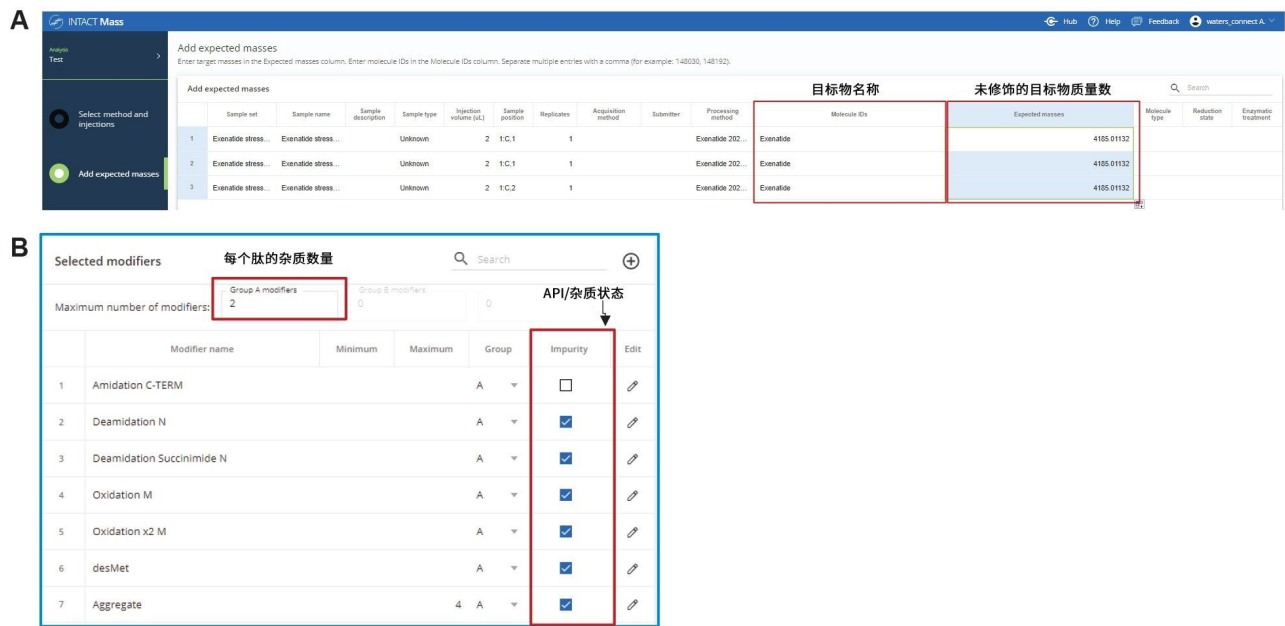 A
INTACT Mass
Hub Help Feedback waters_connect A.
Analysis
Test
Add expected masses
Enter target masses in the Expected masses column. Enter molecule IDs in the Molecule IDs column. Separate multiple entries with a comma (for example: 148030, 148192).
Select method and injections
Add expected masses
Add expected masses 目标物名称 未修饰的目标物质量数 Search
Sample set Sample name Sample description Sample type Injection volume (uL) Sample position Replicates Acquisition method Submitter Processing method Molecule IDs Expected masses Molecule type Reduction state Enzymatic treatment
1 Exenatide stress... Exenatide stress... Unknown 2 1:C,1 1 Exenatide 202... Exenatide 4185.01132
2 Exenatide stress... Exenatide stress... Unknown 2 1:C,1 1 Exenatide 202... Exenatide 4185.01132
3 Exenatide stress... Exenatide stress... Unknown 2 1:C,2 1 Exenatide 202... Exenatide 4185.01132
B
Selected modifiers 每个肽的杂质数量 Search
Maximum number of modifiers: Group A modifiers 2 Group B modifiers 0 0 API/杂质状态
Modifier name Minimum Maximum Group Impurity Edit
1 Amidation C-TERM A
2 Deamidation N A
3 Deamidation Succinimide N A
4 Oxidation M A
5 Oxidation x2 M A
6 desMet A
7 Aggregate 4 A